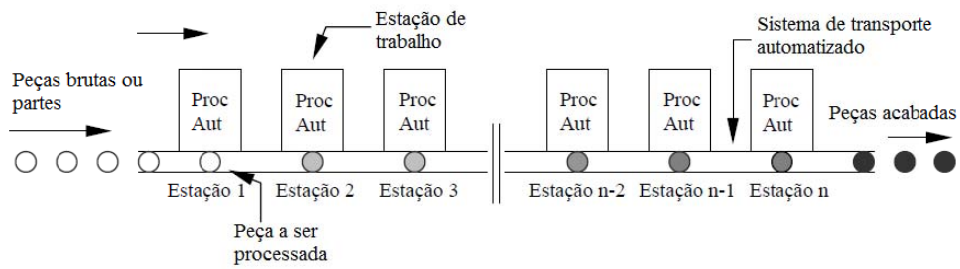 Estação de
trabalho
Sistema de transporte
automatizado
Peças brutas ou
partes
Proc
Aut
Proc
Aut
Proc
Aut
Proc
Aut
Proc
Aut
Proc
Aut
Peças acabadas
Estação 1
Estação 2
Estação 3
Estação n-2
Estação n-1
Estação n
Peça a ser
processada